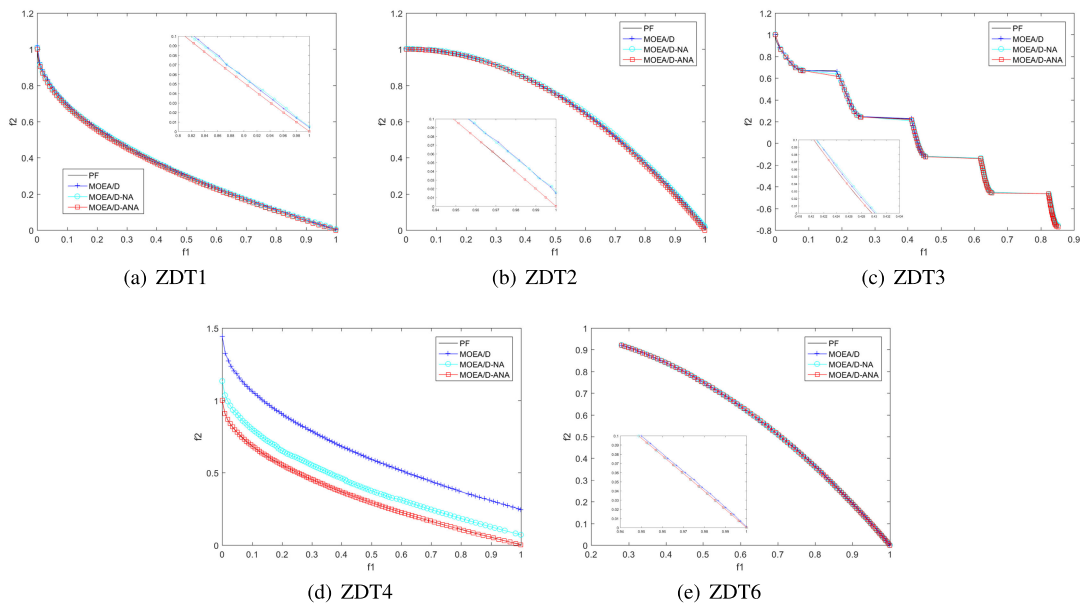 PF
MOEA/D
MOEA/D-NA
MOEA/D-ANA
f2
1.2
1
0.8
0.6
0.4
0.2
0
0 0.1 0.2 0.3 0.4 0.5 0.6 0.7 0.8 0.9 1
f1
(a) ZDT1
PF
MOEA/D
MOEA/D-NA
MOEA/D-ANA
f2
1.2
1
0.8
0.6
0.4
0.2
0
0 0.1 0.2 0.3 0.4 0.5 0.6 0.7 0.8 0.9 1
f1
(b) ZDT2
PF
MOEA/D
MOEA/D-NA
MOEA/D-ANA
f2
1.2
1
0.8
0.6
0.4
0.2
0
-0.2
-0.4
-0.6
-0.8
0 0.1 0.2 0.3 0.4 0.5 0.6 0.7 0.8 0.9
f1
(c) ZDT3
PF
MOEA/D
MOEA/D-NA
MOEA/D-ANA
f2
1.5
1
0.5
0
0 0.1 0.2 0.3 0.4 0.5 0.6 0.7 0.8 0.9 1
f1
(d) ZDT4
PF
MOEA/D
MOEA/D-NA
MOEA/D-ANA
f2
1
0.9
0.8
0.7
0.6
0.5
0.4
0.3
0.2
0.1
0
0.2 0.3 0.4 0.5 0.6 0.7 0.8 0.9 1
f1
(e) ZDT6